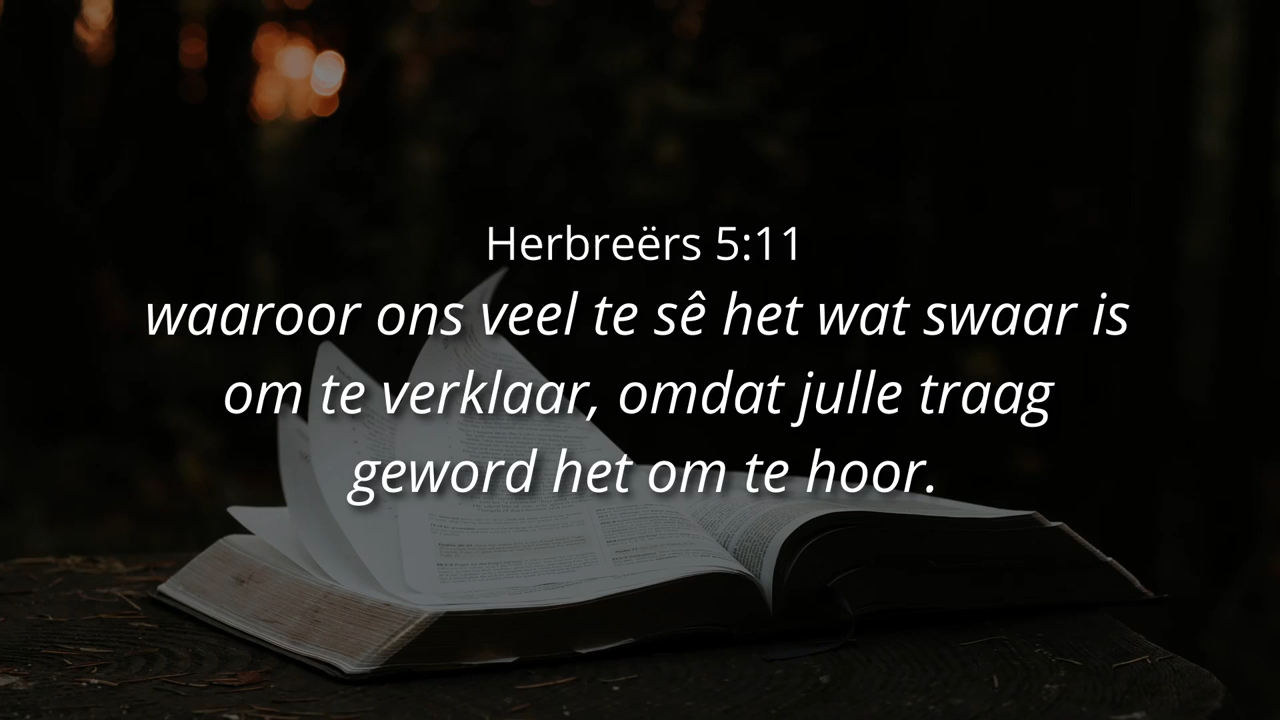 Herbreërs 5:11
waaroor ons veel te sê het wat swaar is
om te verklaar, omdat julle traag
geword het om te hoor.